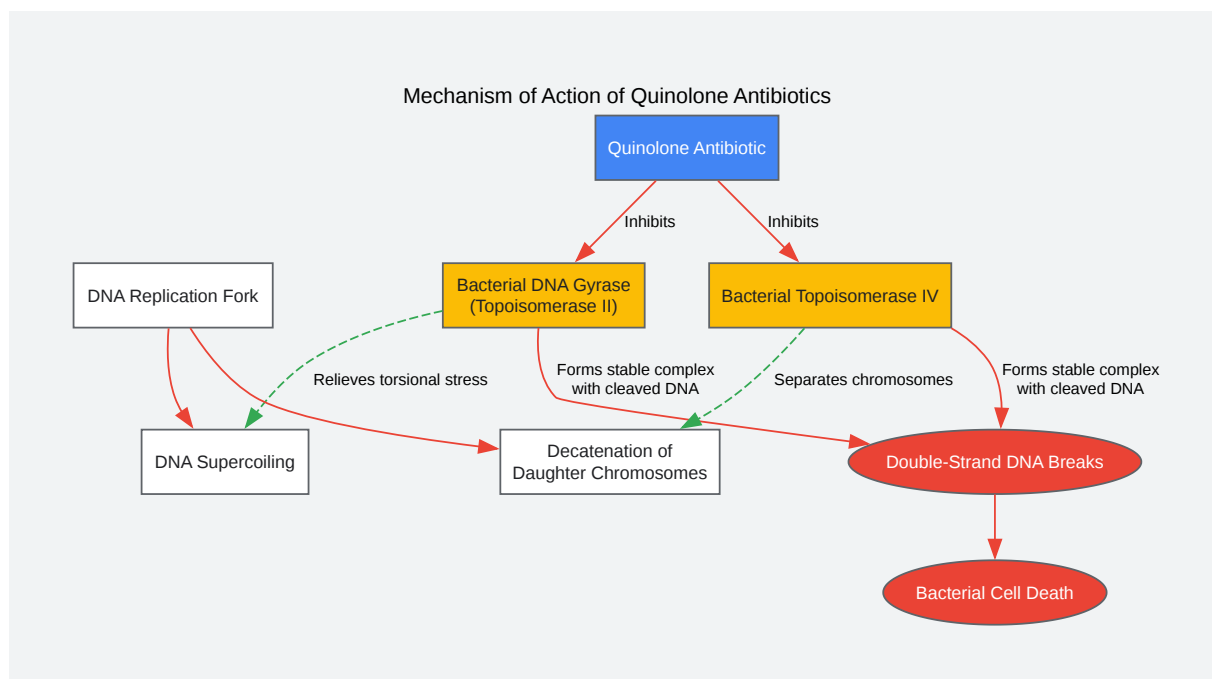 Mechanism of Action of Quinolone Antibiotics
Quinolone Antibiotic
Inhibits
Inhibits
DNA Replication Fork
Bacterial DNA Gyrase
(Topoisomerase II)
Bacterial Topoisomerase IV
Relieves torsional stress
Forms stable complex
with cleaved DNA
Separates chromosomes
Forms stable complex
with cleaved DNA
DNA Supercoiling
Decatenation of
Daughter Chromosomes
Double-Strand DNA Breaks
Bacterial Cell Death